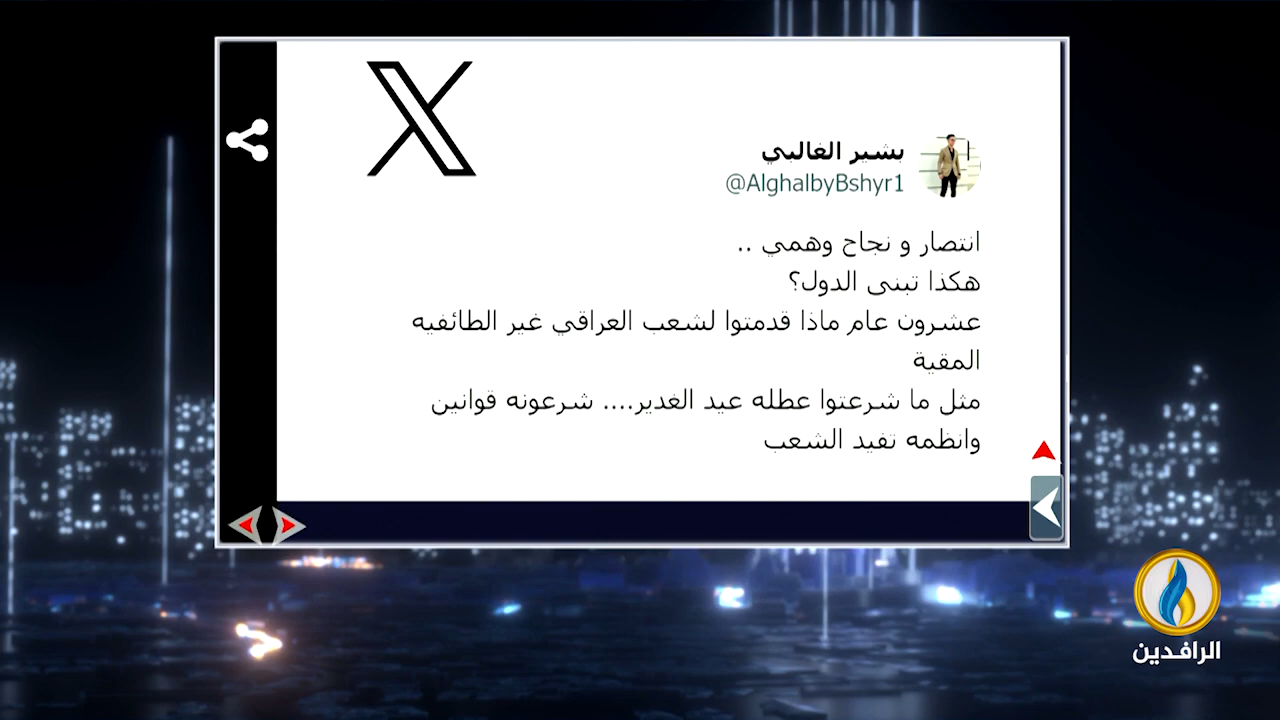 بشير الغالبي
@AlghalbyBshyr1
انتصار و نجاح وهمي ..
هكذا تبنى الدول؟
عشرون عام ماذا قدمتوا لشعب العراقي غير الطائفيه
المقية
مثل ما شرعتوا عطله عيد الغدير.... شرعونه قوانين
وانظمه تفيد الشعب
الرافدين